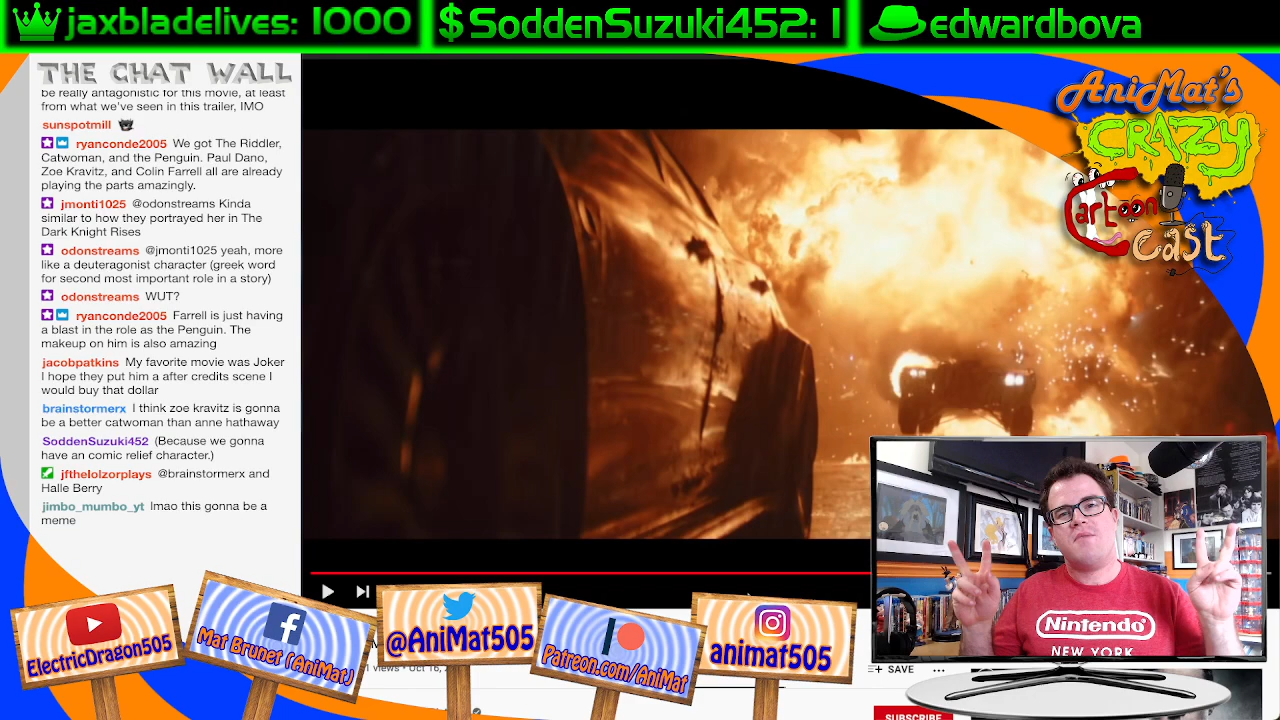 jaxbladelives: 1000
$ SoddenSuzuki452: 1
edwardbova
THE CHAT WALL
be really antagonistic for this movie, at least
from what we've seen in this trailer, IMO
sunspotmill
ryanconde2005 We got The Riddler,
Catwoman, and the Penguin. Paul Dano,
Zoe Kravitz, and Colin Farrell all are already
playing the parts amazingly.
jmonti1025 @odonstreams Kinda
similar to how they portrayed her in The
Dark Knight Rises
odonstreams @jmonti1025 yeah, more
like a deuteragonist character (greek word
for second most important role in a story)
odonstreams WUT?
ryanconde2005 Farrell is just having
a blast in the role as the Penguin. The
makeup on him is also amazing
jacobpatkins My favorite movie was Joker
I hope they put him a after credits scene I
would buy that dollar
brainstormerx I think zoe kravitz is gonna
be a better catwoman than anne hathaway
SoddenSuzuki452 (Because we gonna
have an comic relief character.)
jfthelolzorplays @brainstormerx and
Halle Berry
jimbo_mumbo_yt lmao this gonna be a
meme
AniMat's
CRAZY
Cartoon
Cast
Nintendo
NEW YORK
ElectricDragon505
Mat Brunet (AniMat)
@AniMat505
Patreon.com/AniMat
animat505
views • Oct 16,
SAVE
SUBSCRIBE